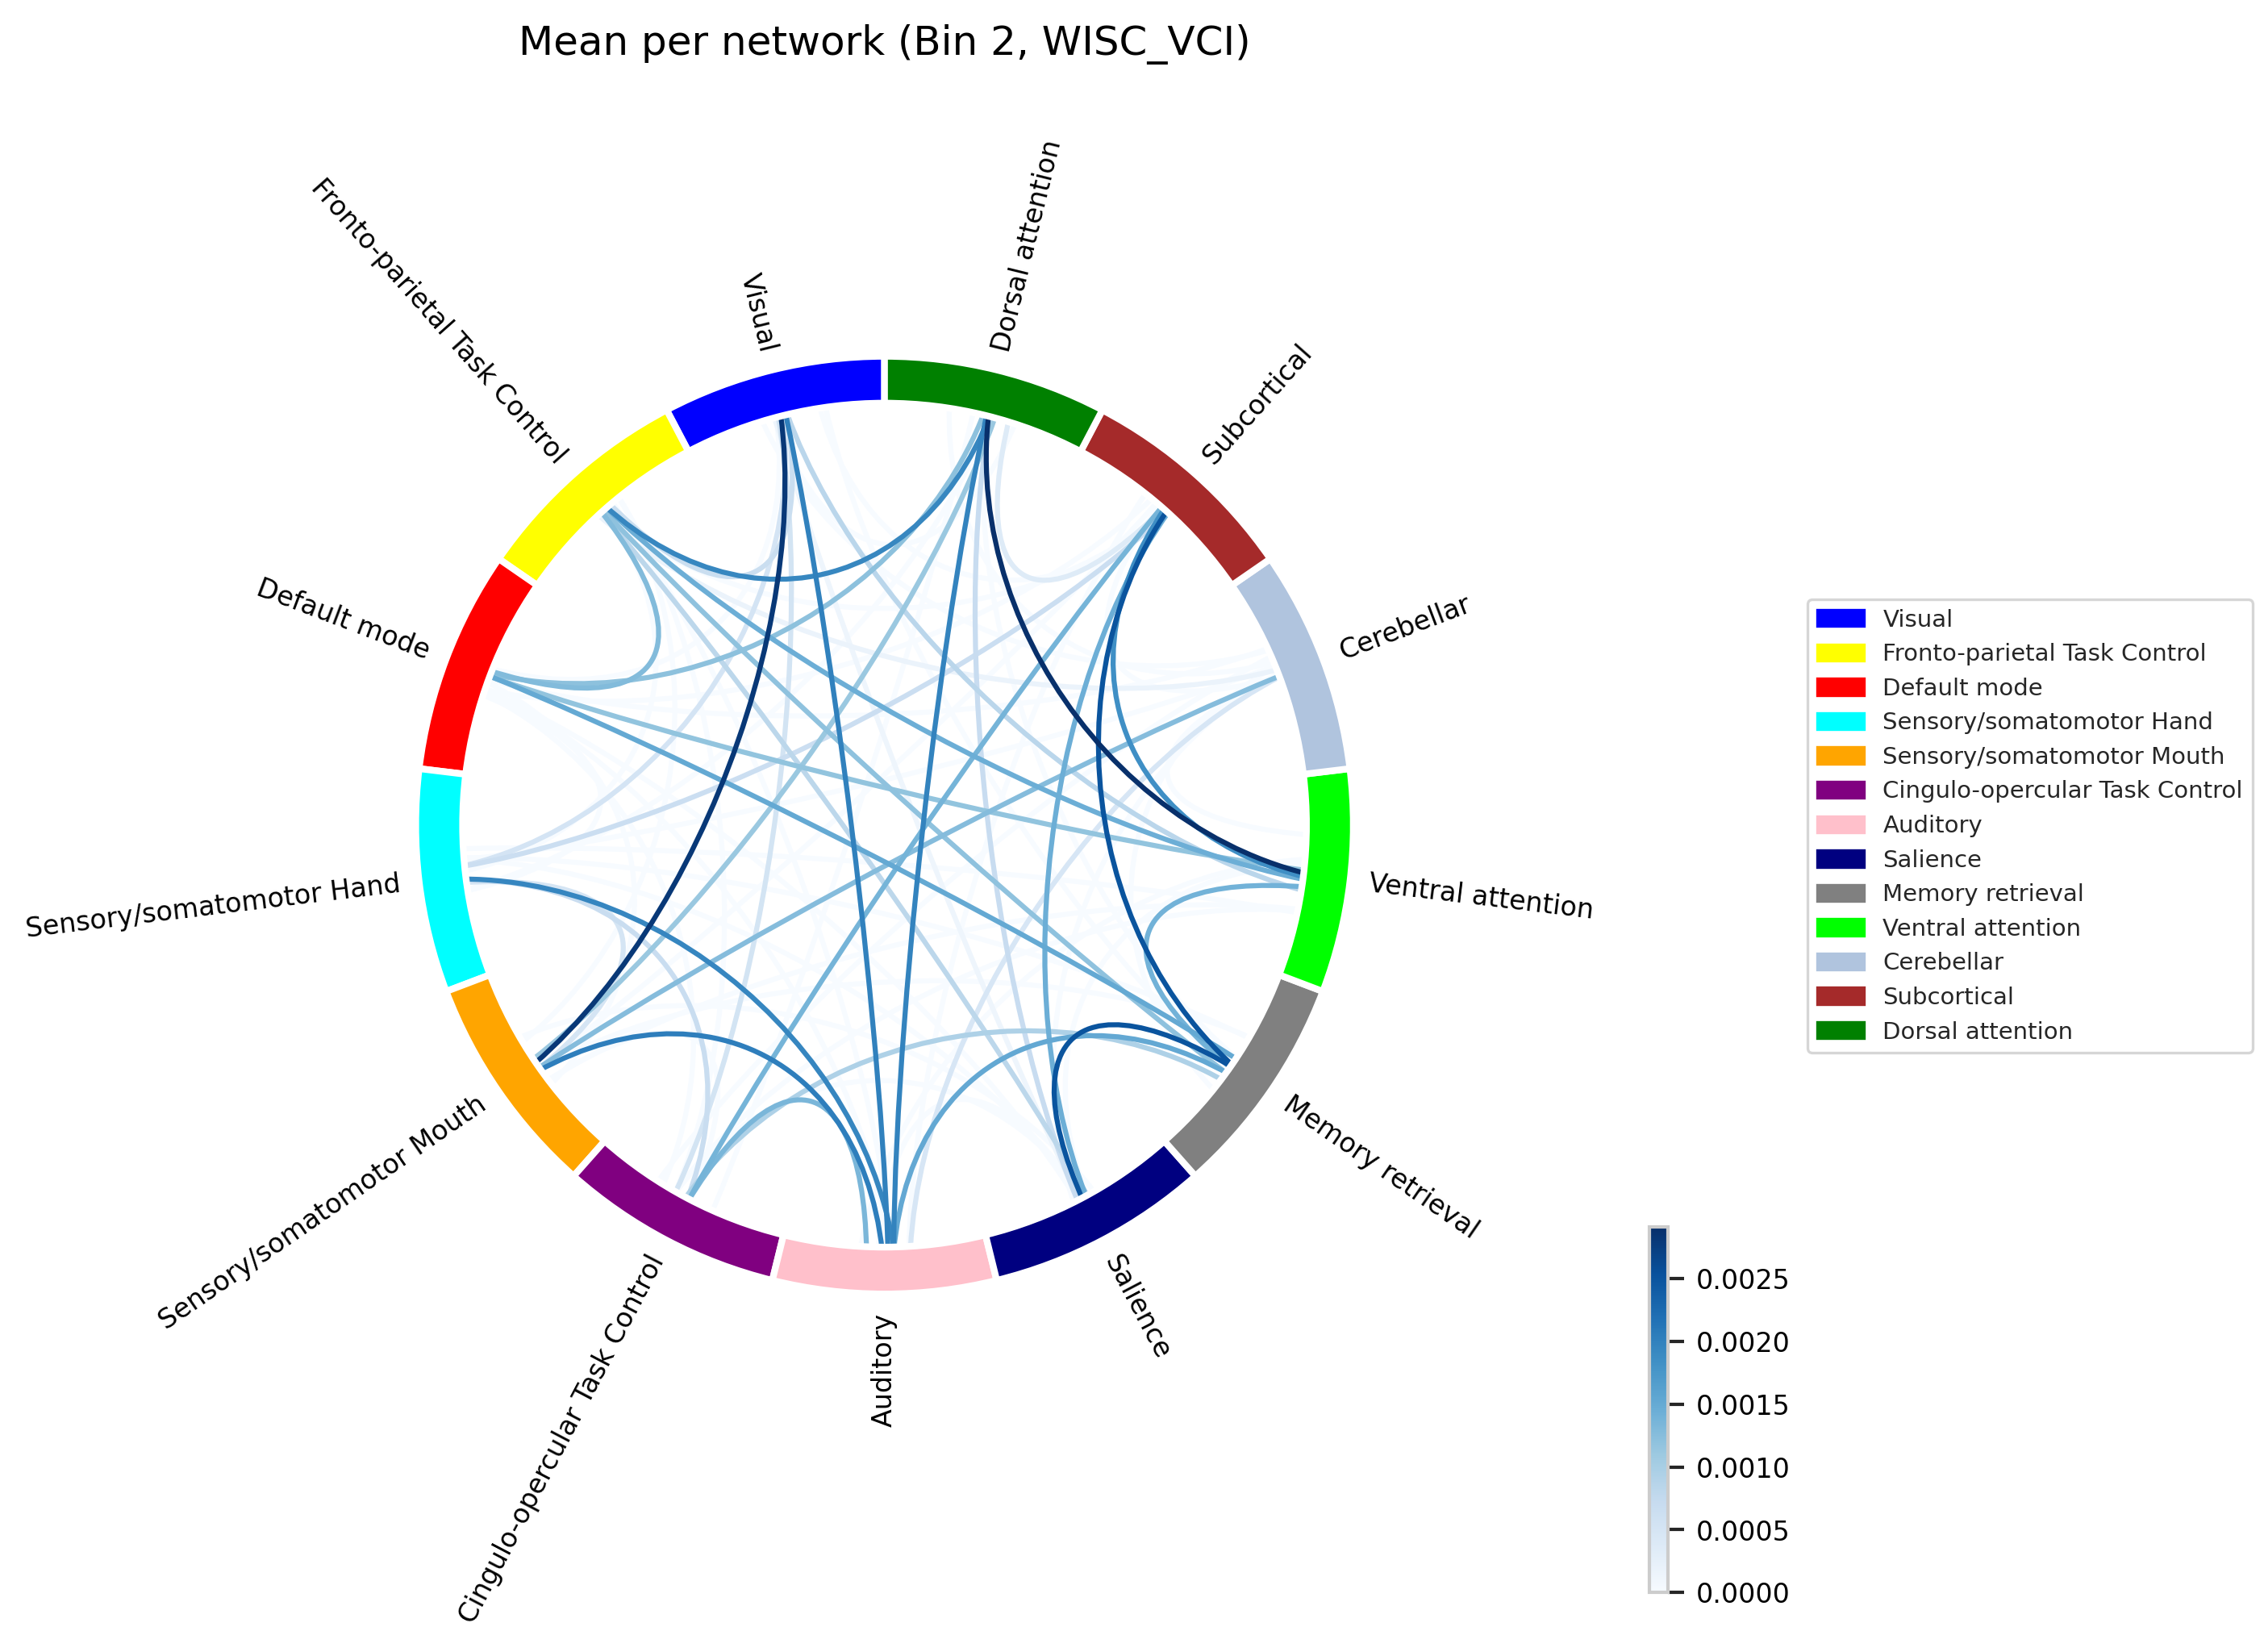 Mean per network (Bin 2, WISC_VCI)
Dorsal attention
Visual
Fronto-parietal Task Control
Subcortical
Default mode
Cerebellar
Sensory/somatomotor Hand
Ventral attention
Sensory/somatomotor Mouth
Memory retrieval
Cingulo-opercular Task Control
Auditory
Salience
Visual
Fronto-parietal Task Control
Default mode
Sensory/somatomotor Hand
Sensory/somatomotor Mouth
Cingulo-opercular Task Control
Auditory
Salience
Memory retrieval
Ventral attention
Cerebellar
Subcortical
Dorsal attention
0.0025
0.0020
0.0015
0.0010
0.0005
0.0000